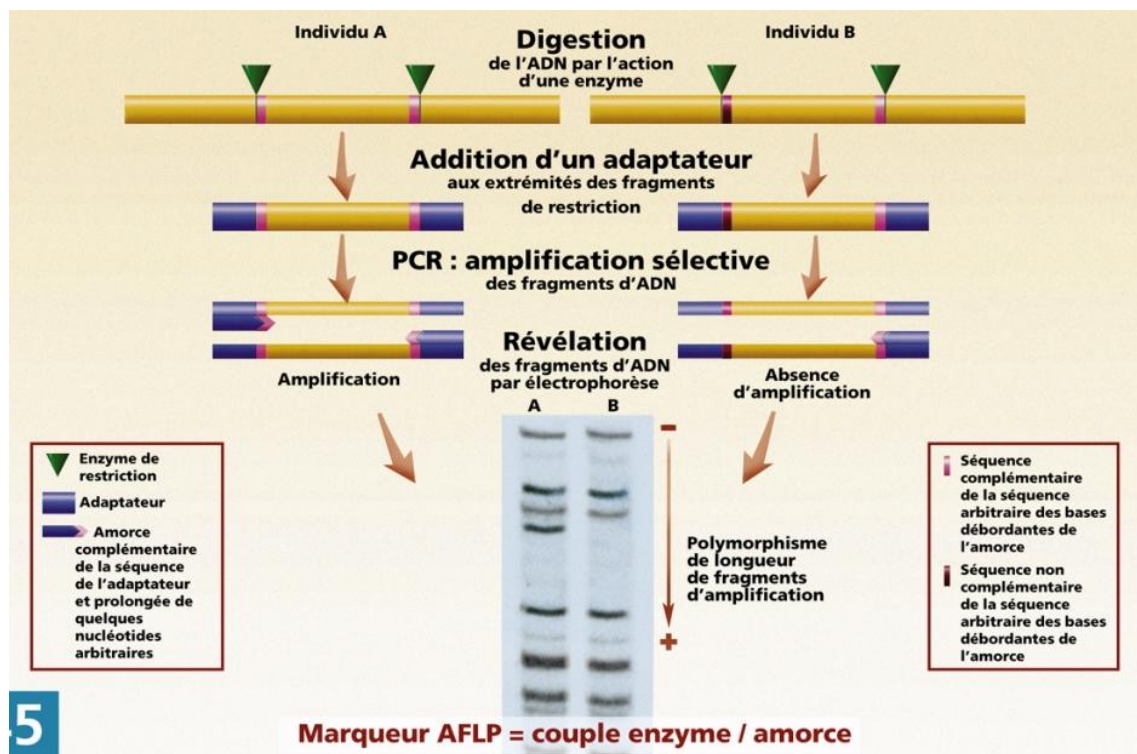 Individu A
Digestion
de l'ADN par l'action
d'une enzyme
Individu B
Addition d'un adaptateur
aux extrémités des fragments
de restriction
PCR : amplification sélective
des fragments d'ADN
Amplification
Révélation
des fragments d'ADN
par électrophorèse
Absence
d'amplification
A B
-
+
Enzyme de
restriction
Adaptateur
Amorce
complémentaire
de la séquence
de l'adaptateur
et prolongée de
quelques
nucléotides
arbitraires
Polymorphisme
de longueur
de fragments
d'amplification
Séquence
complémentaire
de la séquence
arbitraire des bases
débordantes de
l'amorce
Séquence non
complémentaire
de la séquence
arbitraire des bases
débordantes de
l'amorce
5
Marqueur AFLP = couple enzyme / amorce